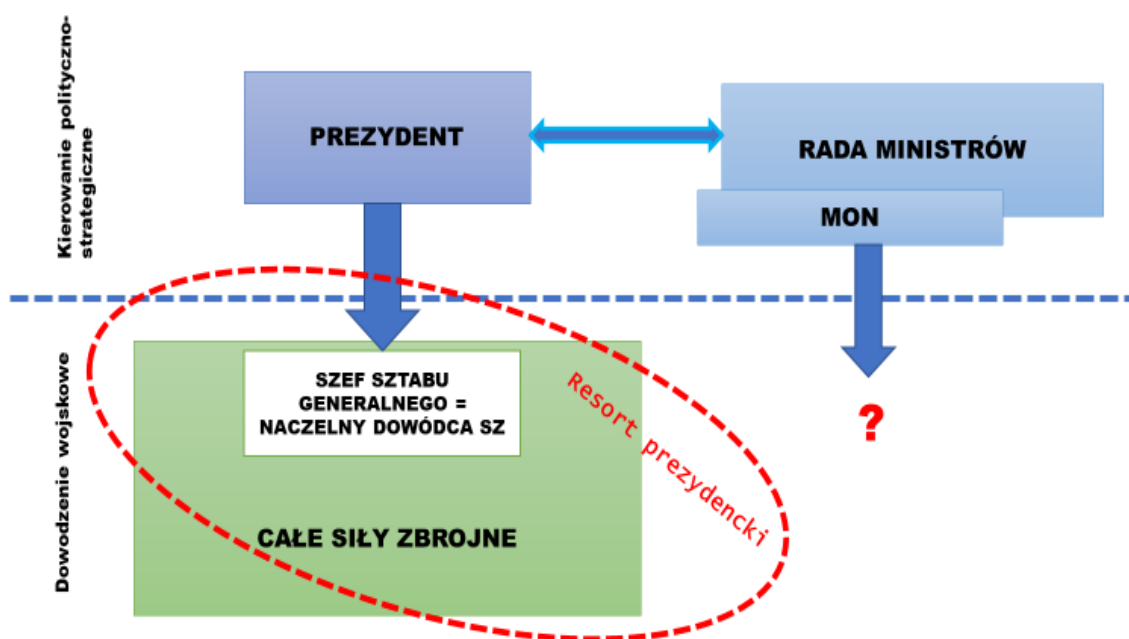 Kierowanie polityczno-
strategiczne
PREZYDENT
RADA MINISTRÓW
MON
Dowodzenie wojskowe
SZEF SZTABU
GENERALNEGO =
NACZELNY DOWÓDCA SZ
Resort prezydencki
?
CAŁE SIŁY ZBROJNE